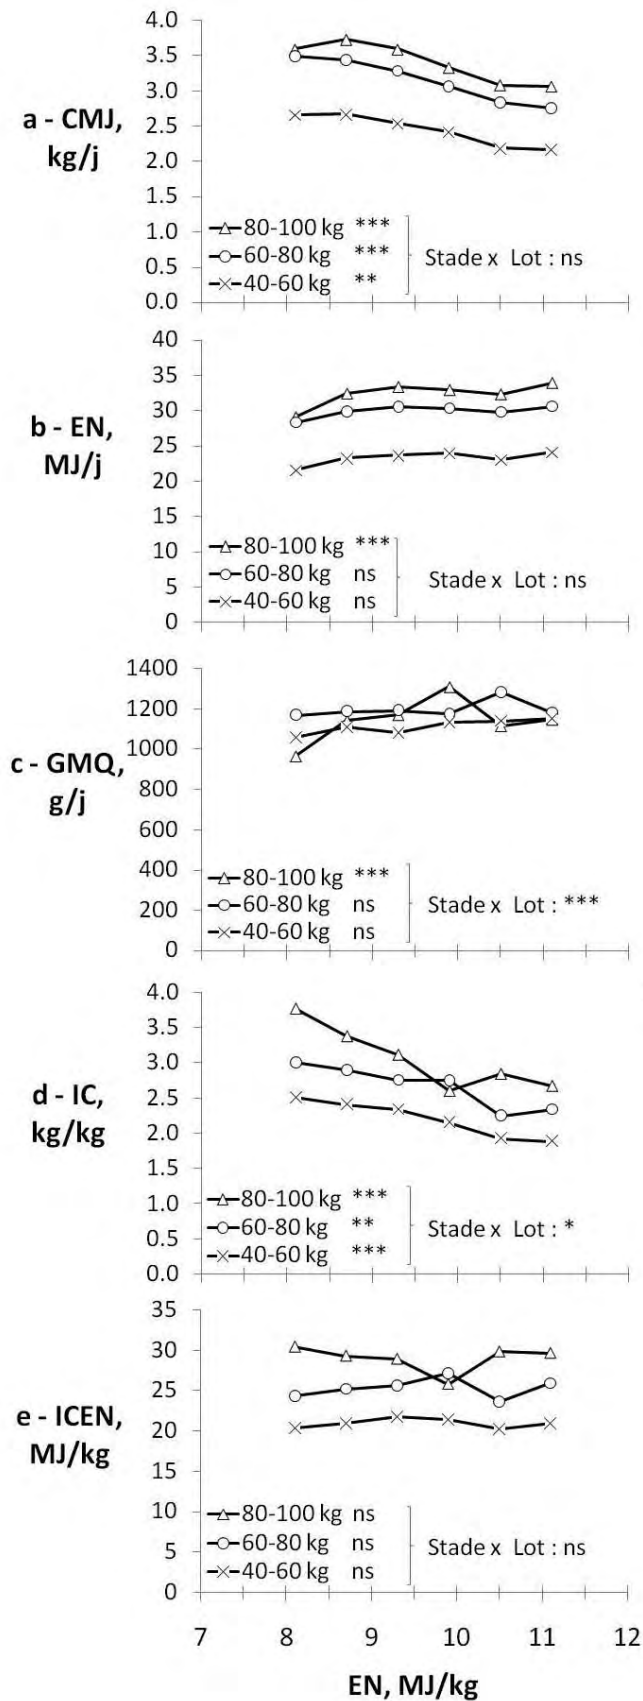 4.0
3.5
3.0
2.5
2.0
1.5
1.0
0.5
0.0
a - CMJ,
kg/j
80-100 kg ***
60-80 kg ***
40-60 kg **
Stade x Lot : ns
40
35
30
25
20
15
10
5
0
b - EN,
MJ/j
80-100 kg ***
60-80 kg ns
40-60 kg ns
Stade x Lot : ns
1400
1200
1000
800
600
400
200
0
c - GMQ,
g/j
80-100 kg ***
60-80 kg ns
40-60 kg ns
Stade x Lot : ***
4.0
3.5
3.0
2.5
2.0
1.5
1.0
0.5
0.0
d - IC,
kg/kg
80-100 kg ***
60-80 kg **
40-60 kg ***
Stade x Lot : *
35
30
25
20
15
10
5
0
e - ICEN,
MJ/kg
80-100 kg ns
60-80 kg ns
40-60 kg ns
Stade x Lot : ns
7 8 9 10 11 12
EN, MJ/kg